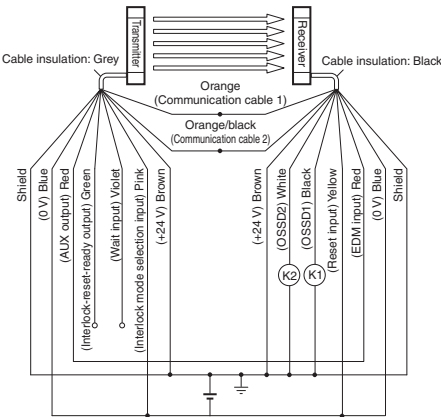 Transmitter
Receiver
Cable insulation: Grey
Cable insulation: Black
Orange
(Communication cable 1)
Orange/black
(Communication cable 2)
Shield
(0 V) Blue
(AUX output) Red
(Interlock-reset-ready output) Green
(Wait input) Violet
(Interlock mode selection input) Pink
(+24 V) Brown
(+24 V) Brown
(OSSD2) White
(OSSD1) Black
(Reset input) Yellow
(EDM input) Red
(0 V) Blue
Shield
K2
K1